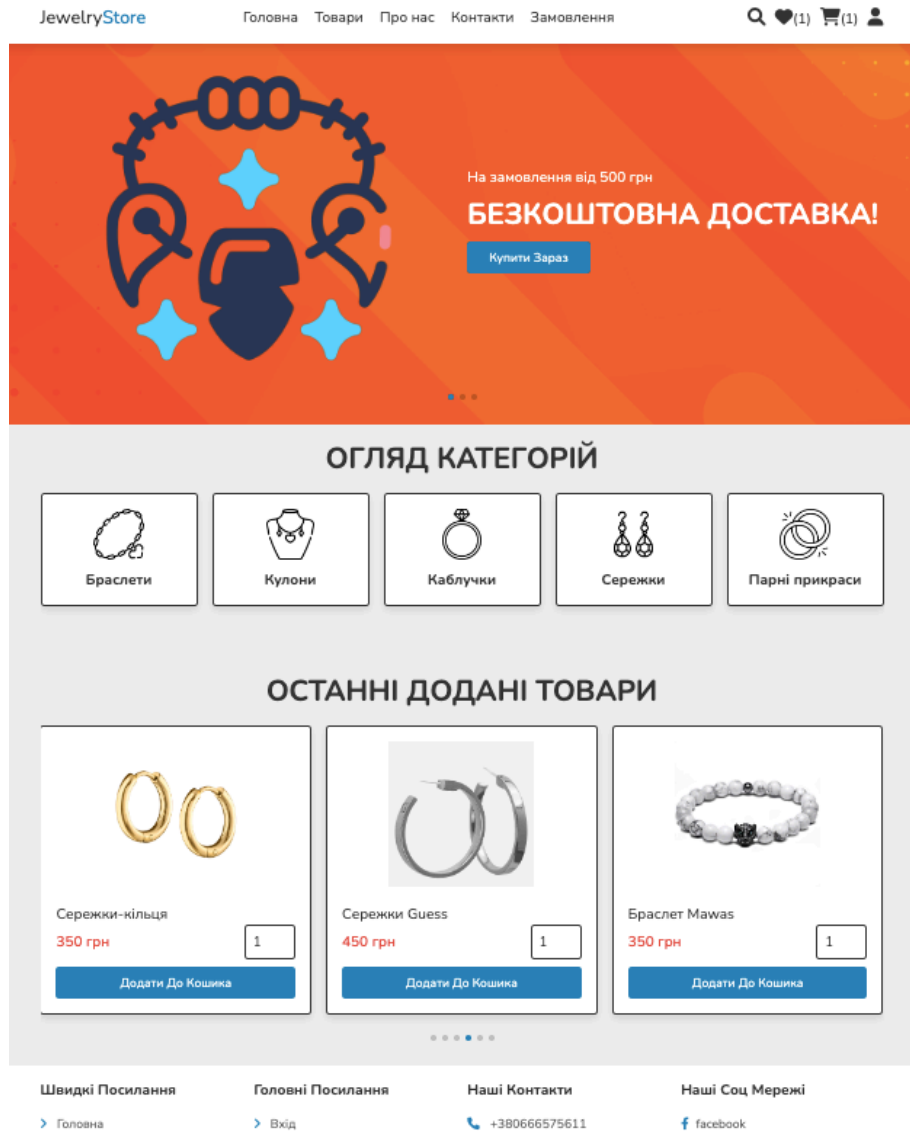 JewelryStore Головна Товари Про нас Контакти Замовлення (1) (1)
На замовлення від 500 грн
БЕЗКОШТОВНА ДОСТАВКА!
Купити Зараз
ОГЛЯД КАТЕГОРІЙ
Браслети Кулони Каблучки Сережки Парні прикраси
ОСТАННІ ДОДАНІ ТОВАРИ
Сережки-кільця Сережки Guess Браслет Mawas
350 грн 1 450 грн 1 350 грн 1
Додати До Кошика Додати До Кошика Додати До Кошика
Швидкі Посилання Головні Посилання Наші Контакти Наші Соц Мережі
Головна Вхід +380666575611 facebook